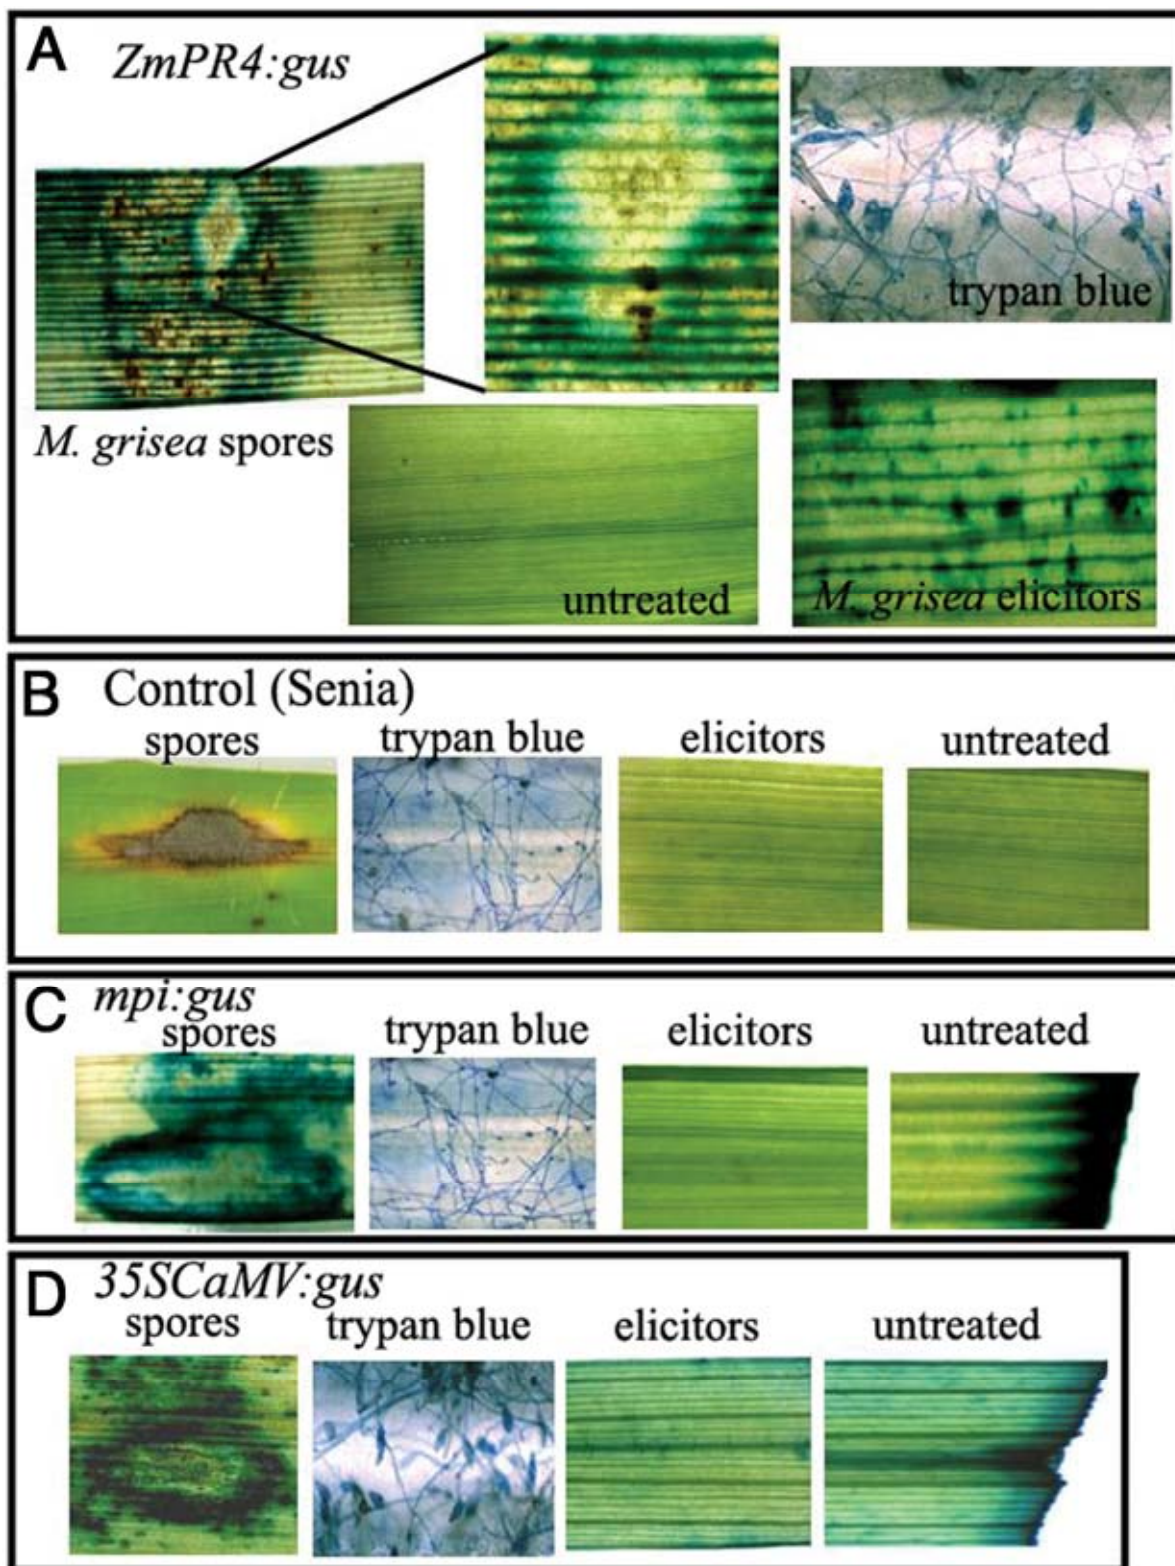 A
ZmPR4:gus
trypan blue
M. grisea spores
untreated
M. grisea elicitors
B
Control (Senia)
spores
trypan blue
elicitors
untreated
C
mpi:gus
spores
trypan blue
elicitors
untreated
D
35SCaMV:gus
spores
trypan blue
elicitors
untreated